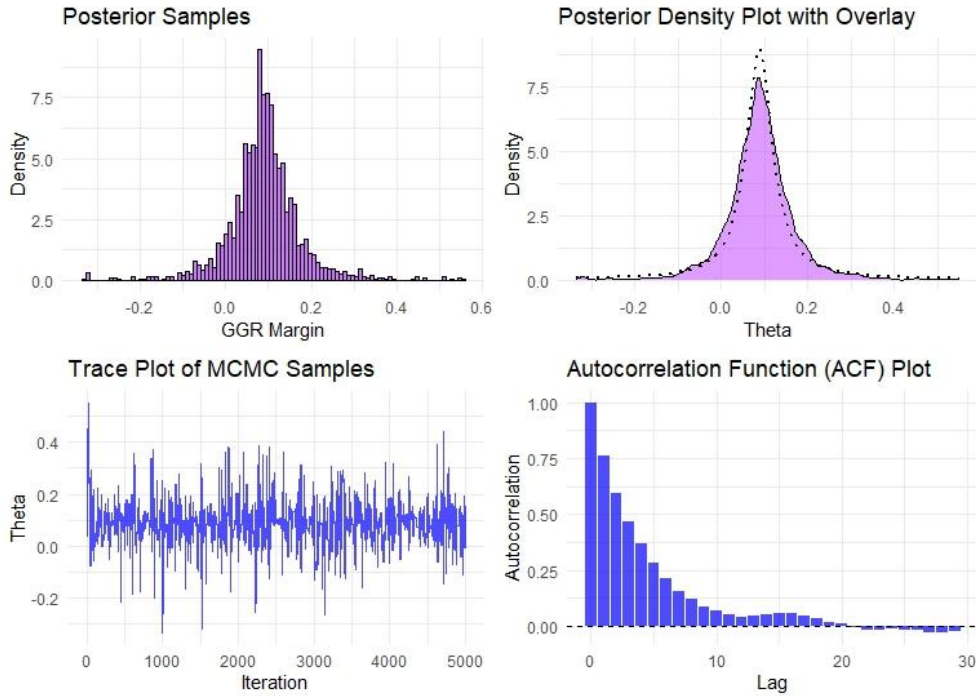 Posterior Samples
Density
7.5
5.0
2.5
0.0
-0.2 0.0 0.2 0.4 0.6
GGR Margin
Posterior Density Plot with Overlay
Density
7.5
5.0
2.5
0.0
-0.2 0.0 0.2 0.4
Theta
Trace Plot of MCMC Samples
Theta
0.4
0.2
0.0
-0.2
0 1000 2000 3000 4000 5000
Iteration
Autocorrelation Function (ACF) Plot
Autocorrelation
1.00
0.75
0.50
0.25
0.00
0 10 20 30
Lag